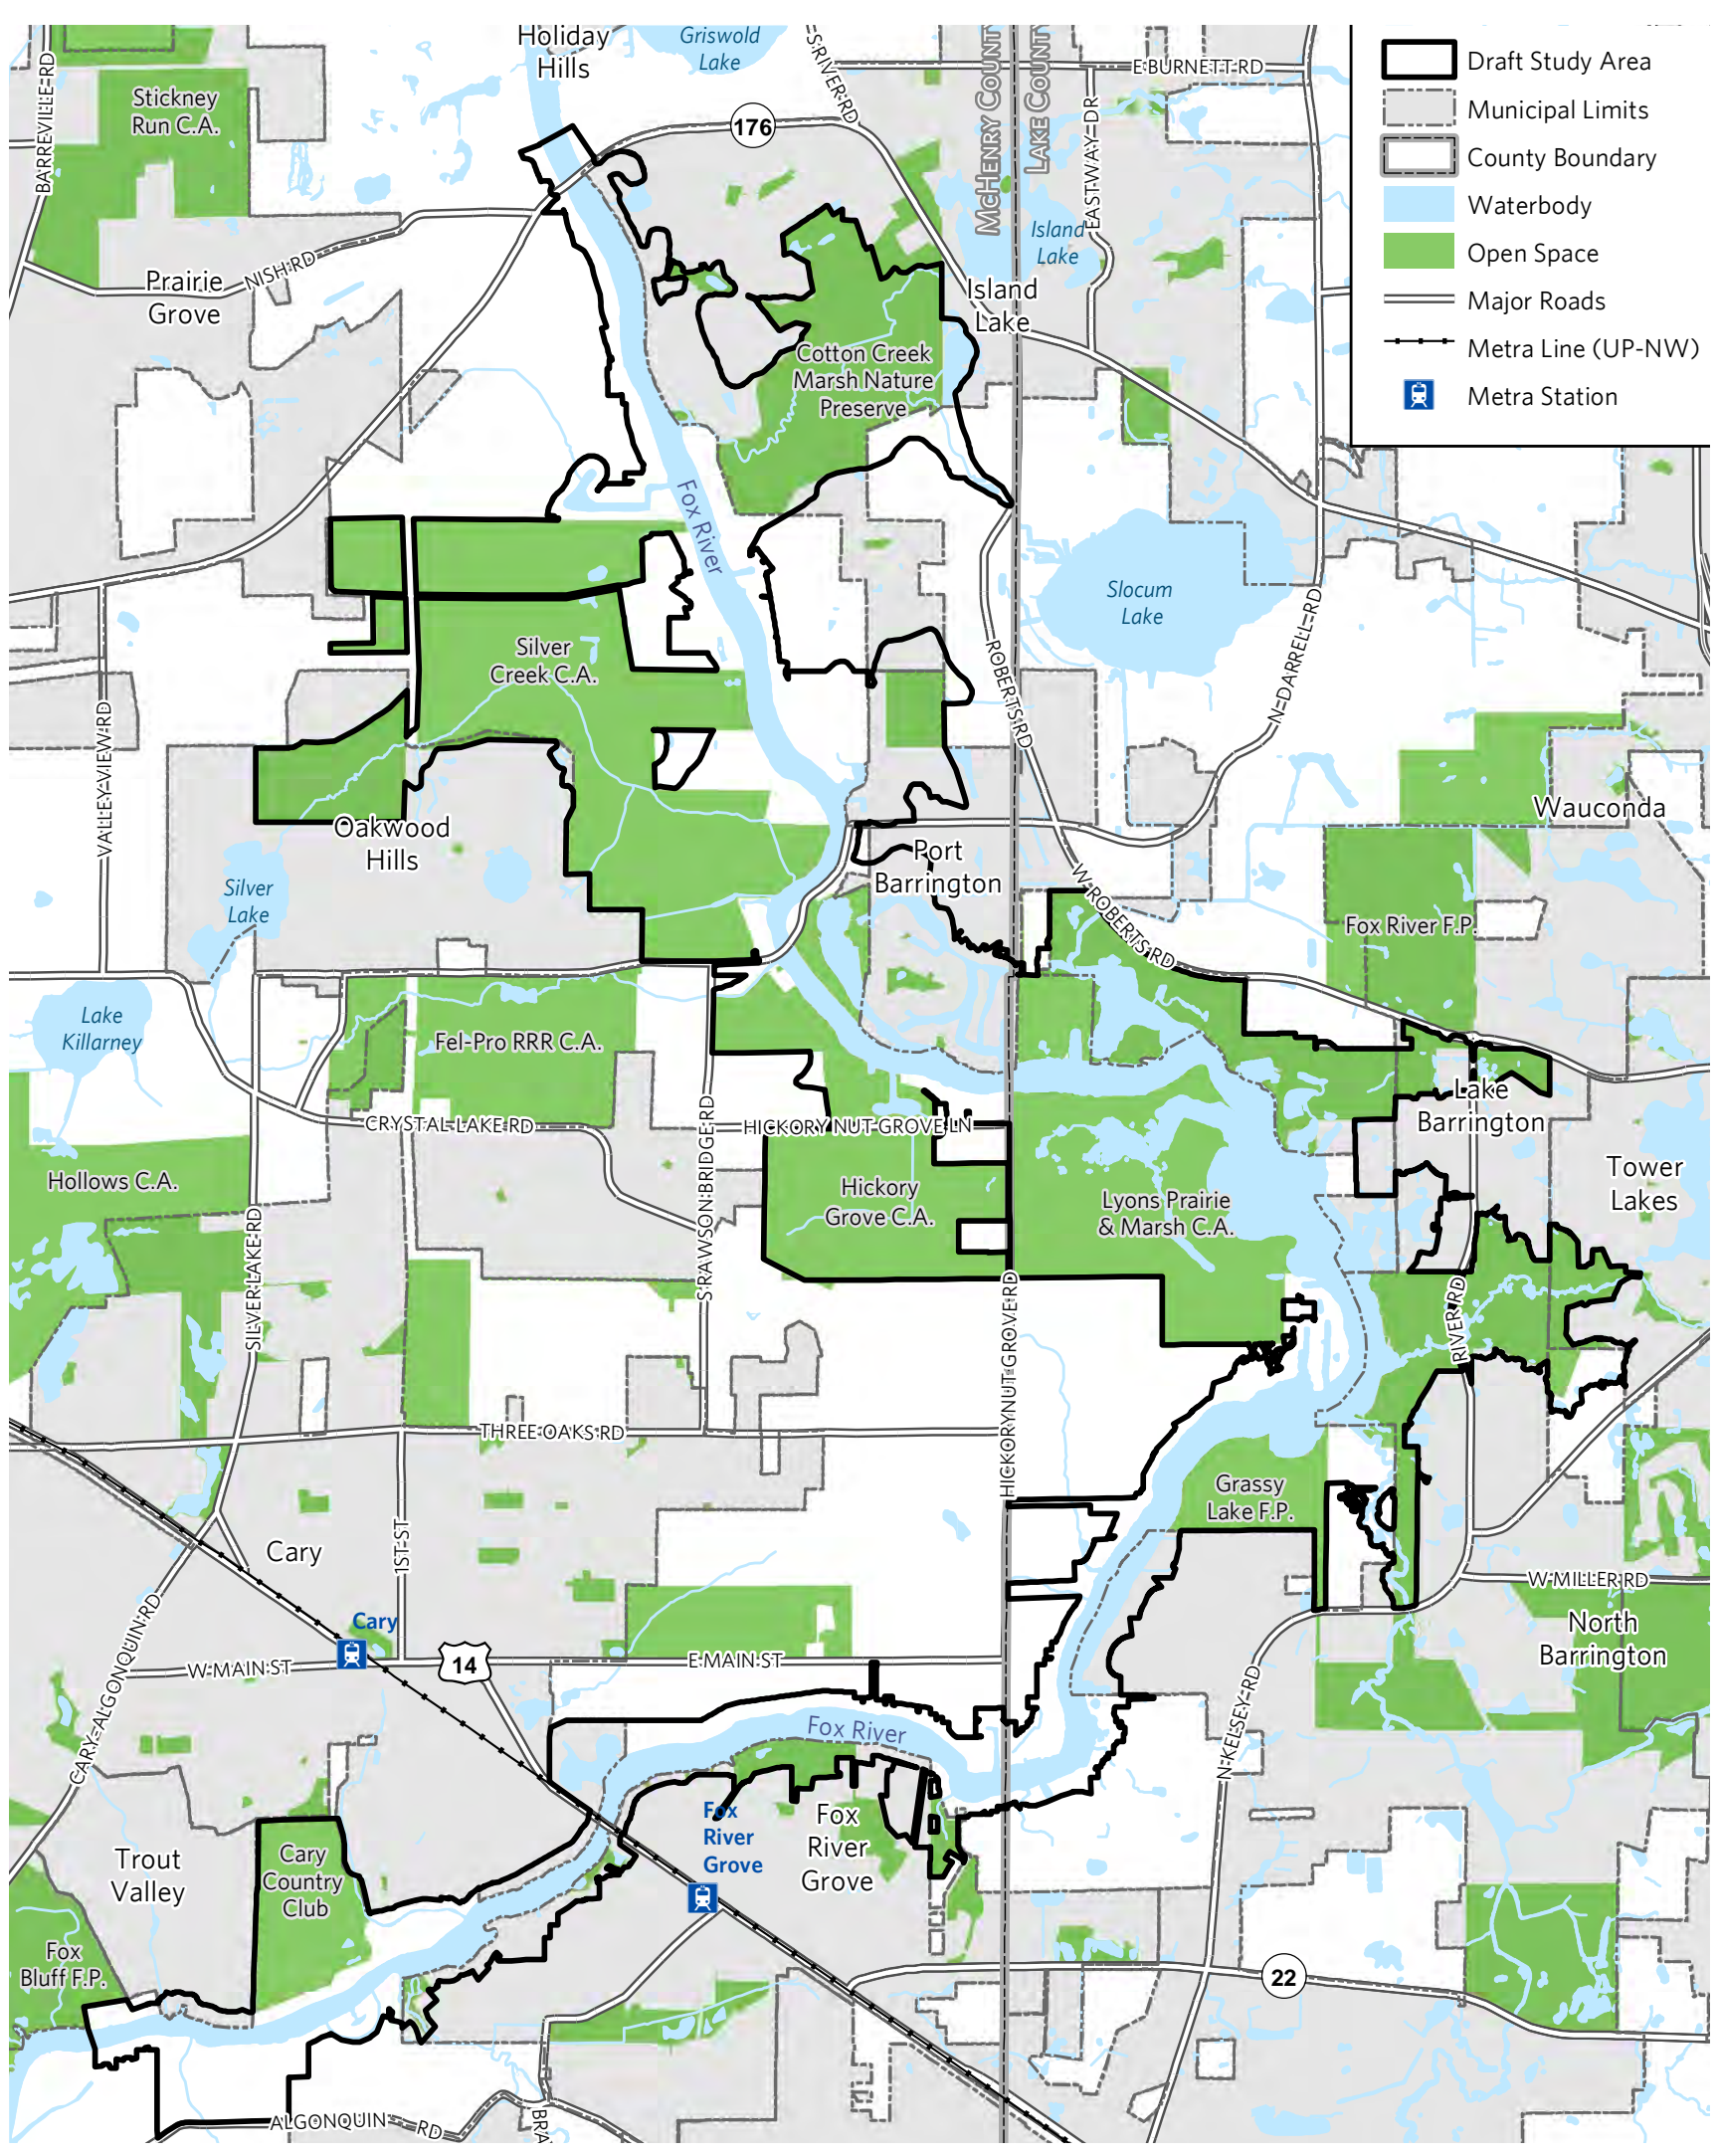 Holiday
Hills
Griswold
Lake
S RIVER RD
McHENRY COUNTY
LAKE COUNTY
E BURNETT RD
EASTWAY DR
Draft Study Area
Municipal Limits
County Boundary
Waterbody
Open Space
Major Roads
Metra Line (UP-NW)
Metra Station
BARREVILLE RD
Stickney
Run C.A.
176
Island
Lake
Prairie
Grove
NISH RD
Island
Lake
Cotton Creek
Marsh Nature
Preserve
Fox River
Slocum
Lake
Silver
Creek C.A.
ROBERTS RD
N DARRELL RD
VALLEY VIEW RD
Oakwood
Hills
Wauconda
Port
Barrington
Silver
Lake
W ROBERTS RD
Fox River F.P.
Lake
Killarney
Fel-Pro RRR C.A.
Lake
Barrington
CRYSTAL LAKE RD
S RAWSON BRIDGE RD
HICKORY NUT GROVE LN
Hollows C.A.
Hickory
Grove C.A.
Lyons Prairie
& Marsh C.A.
Tower
Lakes
SILVER LAKE RD
HICKORY NUT GROVE RD
RIVER RD
THREE OAKS RD
Grassy
Lake F.P.
Cary
1ST ST
W MILLER RD
North
Barrington
CARY-ALGONQUIN RD
Cary
W MAIN ST
14
E MAIN ST
Fox River
N KELSEY RD
Fox
River
Grove
Fox
River
Grove
Trout
Valley
Cary
Country
Club
Fox
Bluff F.P.
22
ALGONQUIN RD
BRA